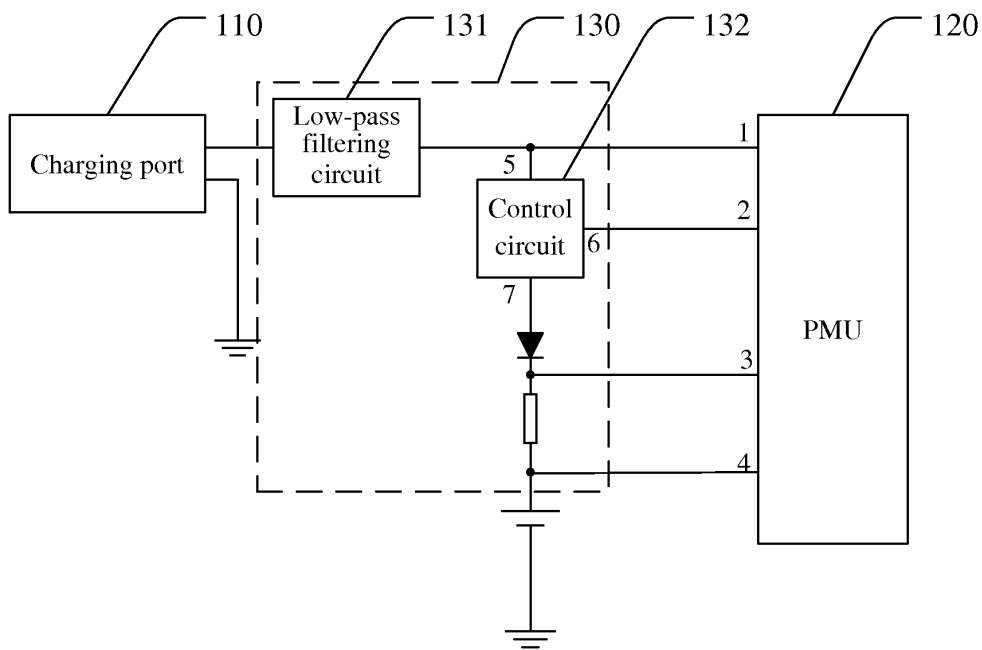 110
131
130
132
120
Charging port
Low-pass
filtering
circuit
1
5
Control
circuit
2
6
7
PMU
3
4